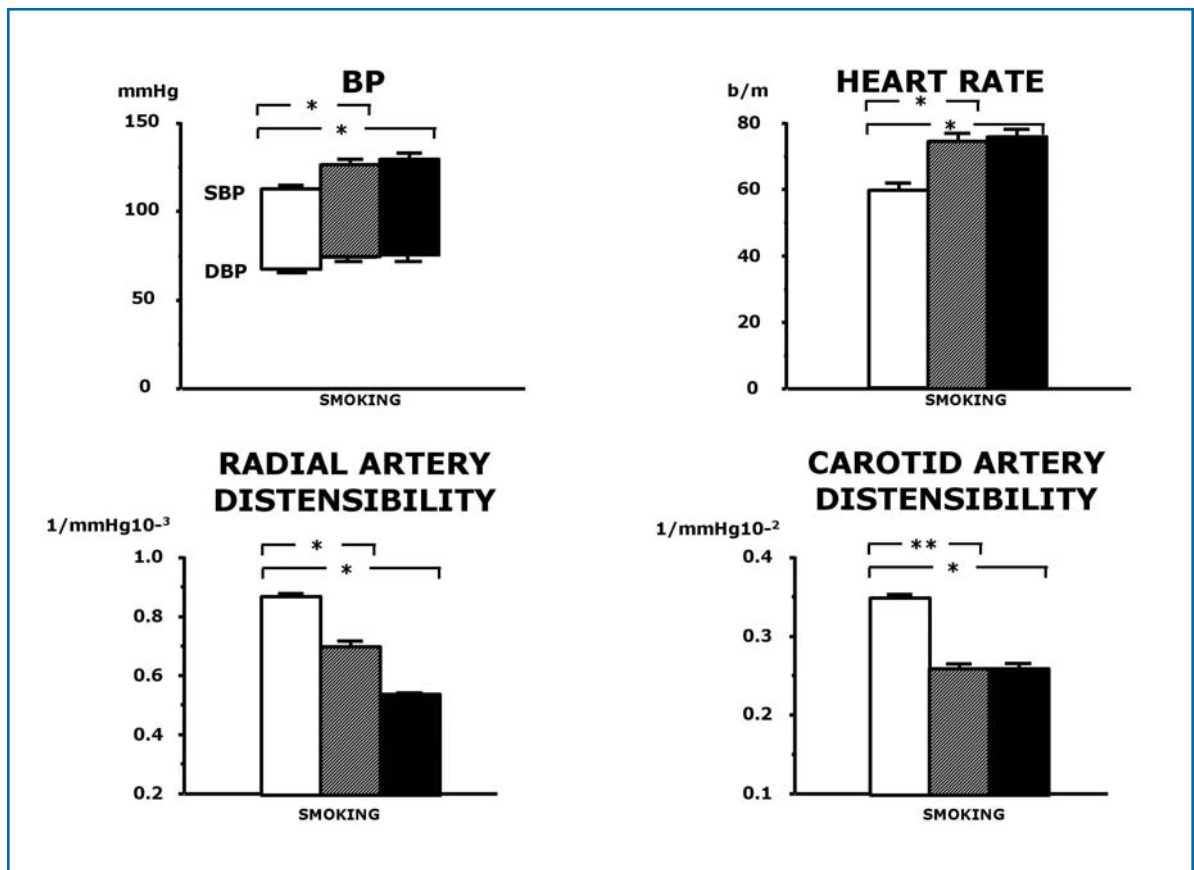 BP
mmHg
*
*
150
SBP
100
DBP
50
0
SMOKING
HEART RATE
b/m
*
*
80
60
40
20
0
SMOKING
RADIAL ARTERY
DISTENSIBILITY
1/mmHg10-³
*
*
1.0
0.8
0.6
0.4
0.2
SMOKING
CAROTID ARTERY
DISTENSIBILITY
1/mmHg10-²
**
*
0.4
0.3
0.2
0.1
SMOKING